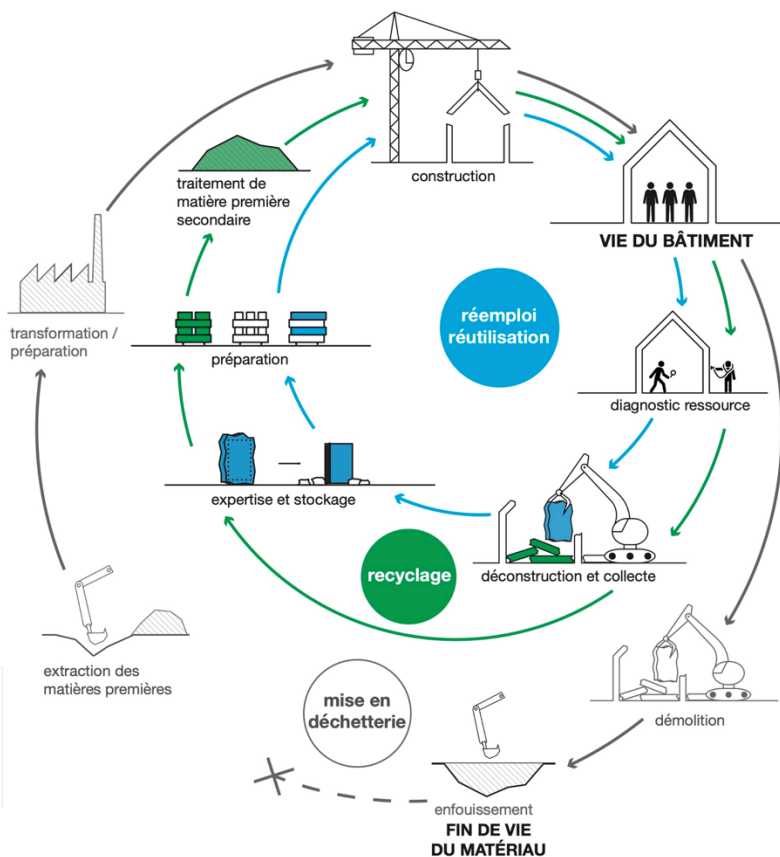 construction
traitement de
matière première
secondaire
VIE DU BÂTIMENT
transformation /
préparation
préparation
réemploi
réutilisation
diagnostic ressource
expertise et stockage
recyclage
déconstruction et collecte
extraction des
matières premières
mise en
déchetterie
démolition
enfouissement
FIN DE VIE
DU MATÉRIAU